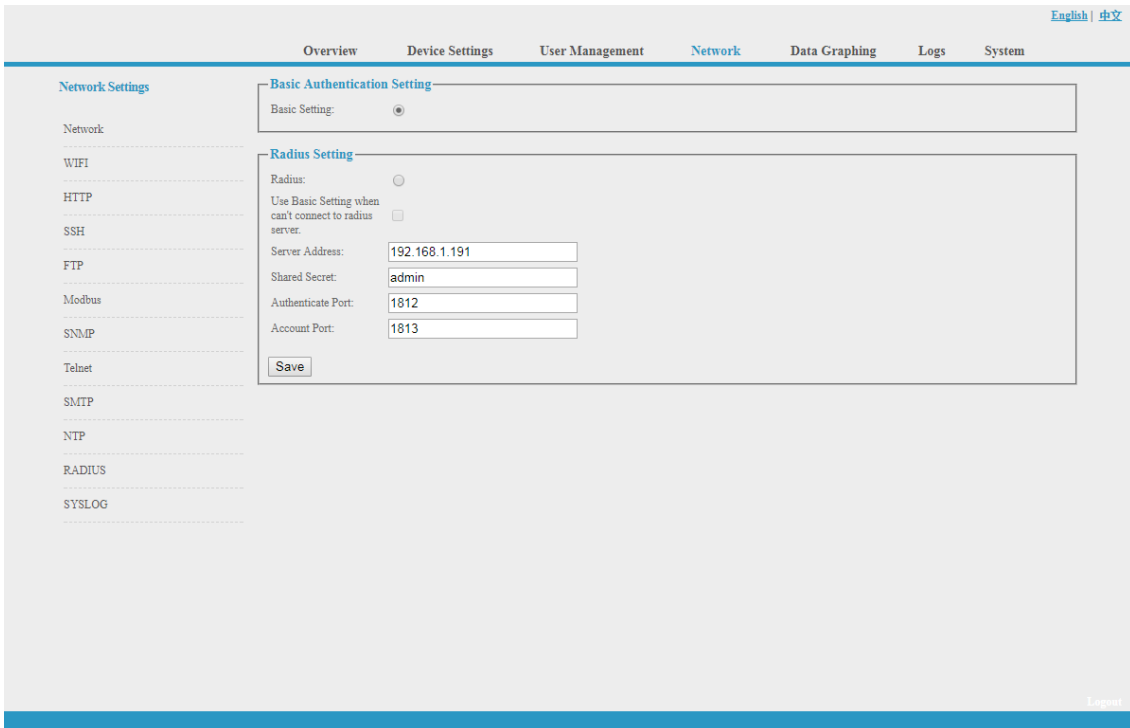 English | 中文
Overview Device Settings User Management Network Data Graphing Logs System
Network Settings
Network
WIFI
HTTP
SSH
FTP
Modbus
SNMP
Telnet
SMTP
NTP
RADIUS
SYSLOG
Basic Authentication Setting
Basic Setting:
Radius Setting
Radius:
Use Basic Setting when
can't connect to radius
server.
Server Address: 192.168.1.191
Shared Secret: admin
Authenticate Port: 1812
Account Port: 1813
Save
Logout